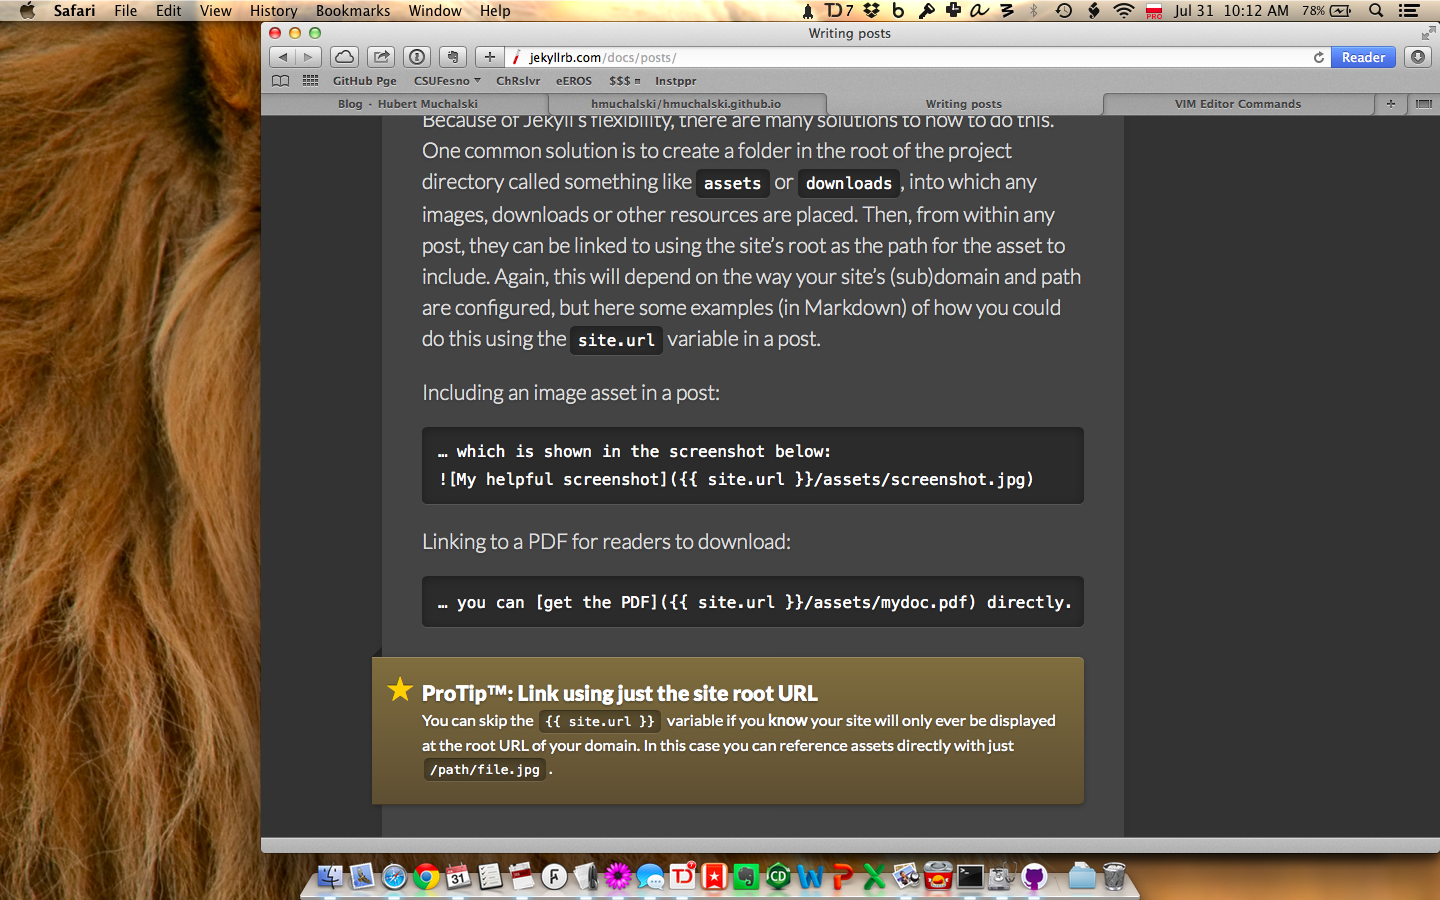 Safari File Edit View History Bookmarks Window Help 7 PRO Jul 31 10:12 AM 78%
Writing posts
jekyllrb.com/docs/posts/ Reader
GitHub Pge CSUFesno ChRslvr eEROS $$$ Instppr
Blog - Hubert Muchalski hmuchalski/hmuchalski.github.io Writing posts VIM Editor Commands
Because of Jekyll's flexibility, there are many solutions to how to do this.
One common solution is to create a folder in the root of the project
directory called something like assets or downloads, into which any
images, downloads or other resources are placed. Then, from within any
post, they can be linked to using the site's root as the path for the asset to
include. Again, this will depend on the way your site's (sub)domain and path
are configured, but here some examples (in Markdown) of how you could
do this using the site.url variable in a post.
Including an image asset in a post:
… which is shown in the screenshot below:
![My helpful screenshot]({{ site.url }}/assets/screenshot.jpg)
Linking to a PDF for readers to download:
… you can [get the PDF]({{ site.url }}/assets/mydoc.pdf) directly.
ProTip™: Link using just the site root URL
You can skip the {{ site.url }} variable if you know your site will only ever be displayed
at the root URL of your domain. In this case you can reference assets directly with just
/path/file.jpg.
31 CD